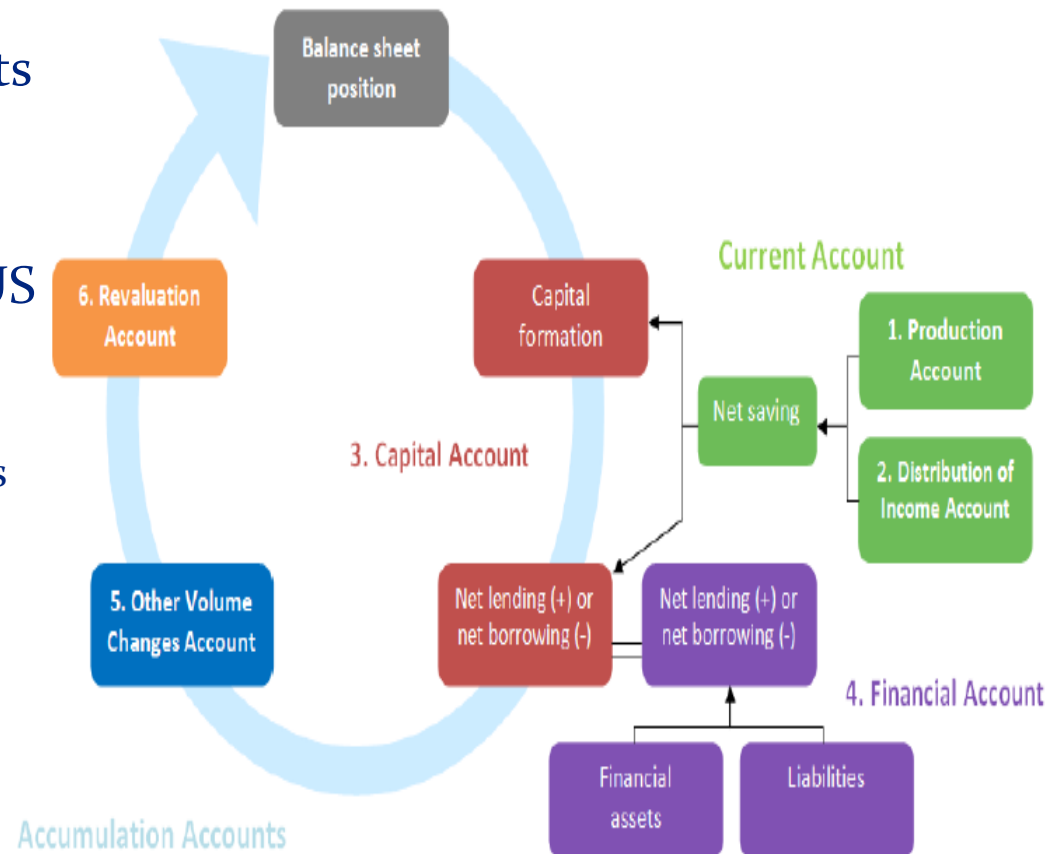 ts
US
s
Balance sheet
position
Current Account
6. Revaluation
Account
Capital
formation
1. Production
Account
Net saving
3. Capital Account
2. Distribution of
Income Account
5. Other Volume
Changes Account
Net lending (+) or
net borrowing (-)
Net lending (+) or
net borrowing (-)
4. Financial Account
Financial
assets
Liabilities
Accumulation Accounts